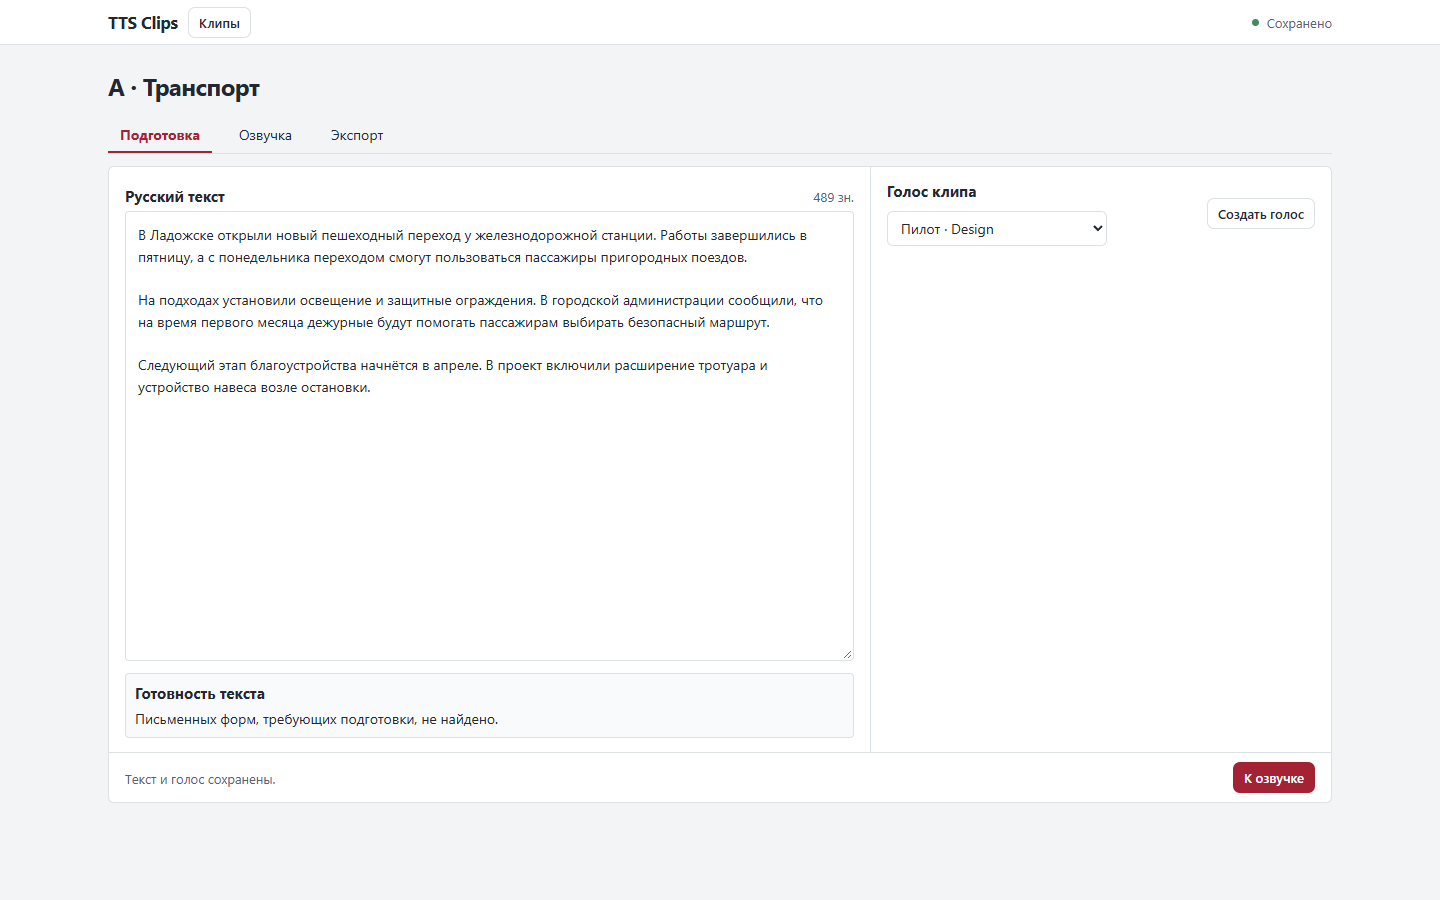 TTS Clips
Клипы
Сохранено
А · Транспорт
Подготовка
Озвучка
Экспорт
Русский текст
489 зн.
В Ладожске открыли новый пешеходный переход у железнодорожной станции. Работы завершились в
пятницу, а с понедельника переходом смогут пользоваться пассажиры пригородных поездов.
На подходах установили освещение и защитные ограждения. В городской администрации сообщили, что
на время первого месяца дежурные будут помогать пассажирам выбирать безопасный маршрут.
Следующий этап благоустройства начнётся в апреле. В проект включили расширение тротуара и
устройство навеса возле остановки.
Готовность текста
Письменных форм, требующих подготовки, не найдено.
Голос клипа
Пилот · Design
Создать голос
Текст и голос сохранены.
К озвучке